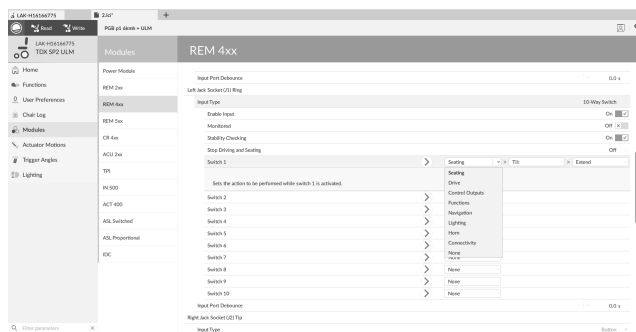 LAK-H16166775
2.lci*
+
Read
Write
PGB p1 6kmh + ULM
LAK-H16166775
TDX SP2 ULM
Modules
REM 4xx
Home
Functions
User Preferences
Chair Log
Modules
Actuator Motions
Trigger Angles
Lighting
Power Module
REM 2xx
REM 4xx
REM 5xx
CR 4xx
ACU 2xx
TPI
IN 500
ACT 400
ASL Switched
ASL Proportional
IDC
Input Port Debounce 0.0 s
Left Jack Socket (J1) Ring
Input Type 10-Way Switch
Enable Input On
Monitored Off
Stability Checking On
Stop Driving and Seating Off
Switch 1 Seating Tilt Extend
Sets the action to be performed while switch 1 is activated.
Seating
Drive
Control Outputs
Functions
Navigation
Lighting
Horn
Connectivity
None
Switch 2
Switch 3
Switch 4
Switch 5
Switch 6
Switch 7 None
Switch 8 None
Switch 9 None
Switch 10 None
Input Port Debounce 0.0 s
Right Jack Socket (J2) Tip
Input Type Button
Filter parameters